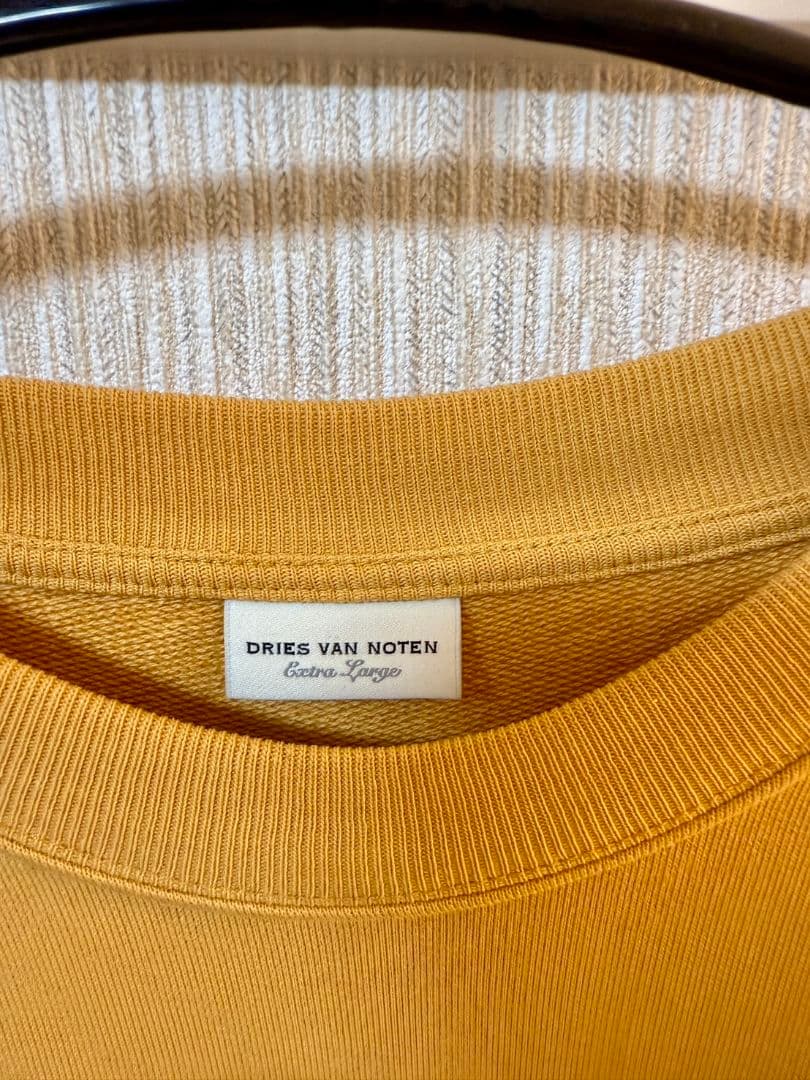 DRIES VAN NOTEN
Extra Large